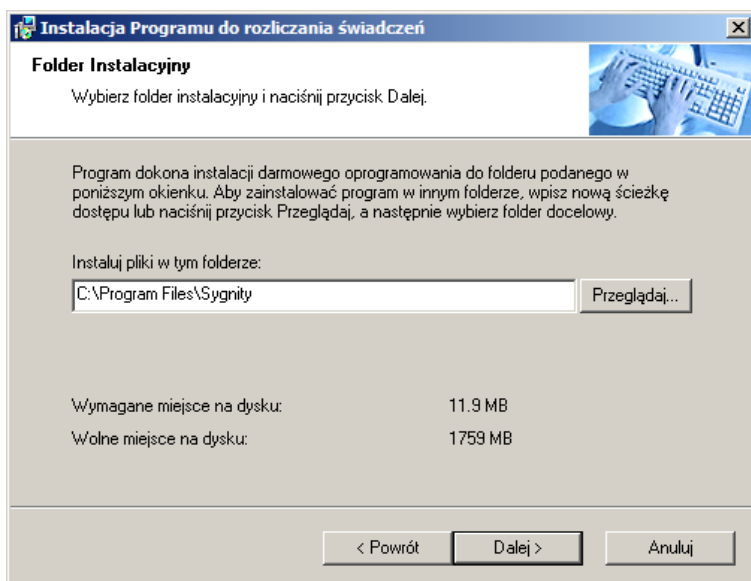 Instalacja Programu do rozliczania świadczeń
Folder Instalacyjny
Wybierz folder instalacyjny i naciśnij przycisk Dalej.
Program dokona instalacji darmowego oprogramowania do folderu podanego w
poniższym okienku. Aby zainstalować program w innym folderze, wpisz nową ścieżkę
dostępu lub naciśnij przycisk Przeglądaj, a następnie wybierz folder docelowy.
Instaluj pliki w tym folderze:
C:\Program Files\Sygnity
Przeglądaj...
Wymagane miejsce na dysku: 11.9 MB
Wolne miejsce na dysku: 1759 MB
< Powrót Dalej > Anuluj